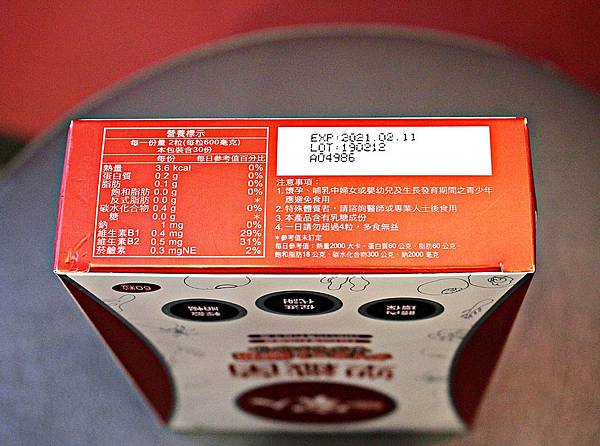 營養標示
每一份量 2粒(每粒600毫克)
本包裝含30份
每份 每日參考值百分比
熱量 3.6 kcal 0%
蛋白質 0.2 g 0%
脂肪 0.1 g 0%
飽和脂肪 0.0 g 0%
反式脂肪 0.0 g *
碳水化合物 0.4 g 0%
糖 0.0 g *
鈉 1 mg 0%
維生素B1 0.4 mg 29%
維生素B2 0.5 mg 31%
菸鹼素 0.3 mgNE 2%
EXP:2021.02.11
LOT:190212
A04986
注意事項：
1.懷孕、哺乳中婦女或嬰幼兒及生長發育期間之青少年
應避免食用
2.特殊體質者，請諮詢醫師或專業人士後食用
3.本產品含有乳糖成份
4.一日請勿超過4粒，多食無益
*參考值未訂定
每日參考值：熱量2000大卡、蛋白質60公克、脂肪60公克、
飽和脂肪18公克、碳水化合物300公克、鈉2000毫克
60粒
促進
代謝